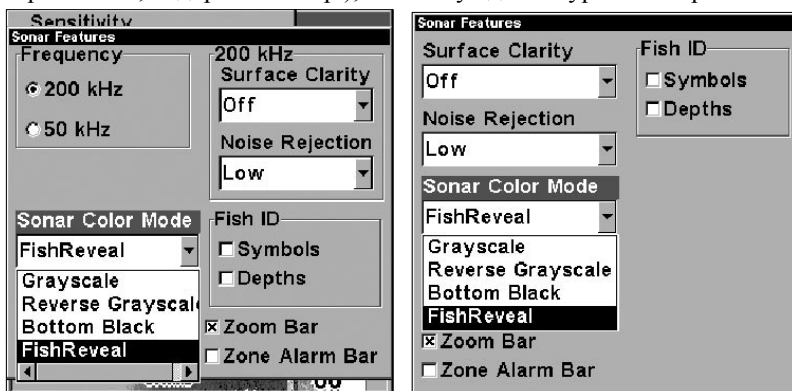 Sensitivity
Sonar Features
Frequency
200 kHz
50 kHz
200 kHz
Surface Clarity
Off
Noise Rejection
Low
Sonar Color Mode
FishReveal
Grayscale
Reverse Grayscal
Bottom Black
FishReveal
Fish ID
Symbols
Depths
Zoom Bar
Zone Alarm Bar
Sonar Features
Surface Clarity
Off
Noise Rejection
Low
Sonar Color Mode
FishReveal
Grayscale
Reverse Grayscale
Bottom Black
FishReveal
Zoom Bar
Zone Alarm Bar
Fish ID
Symbols
Depths